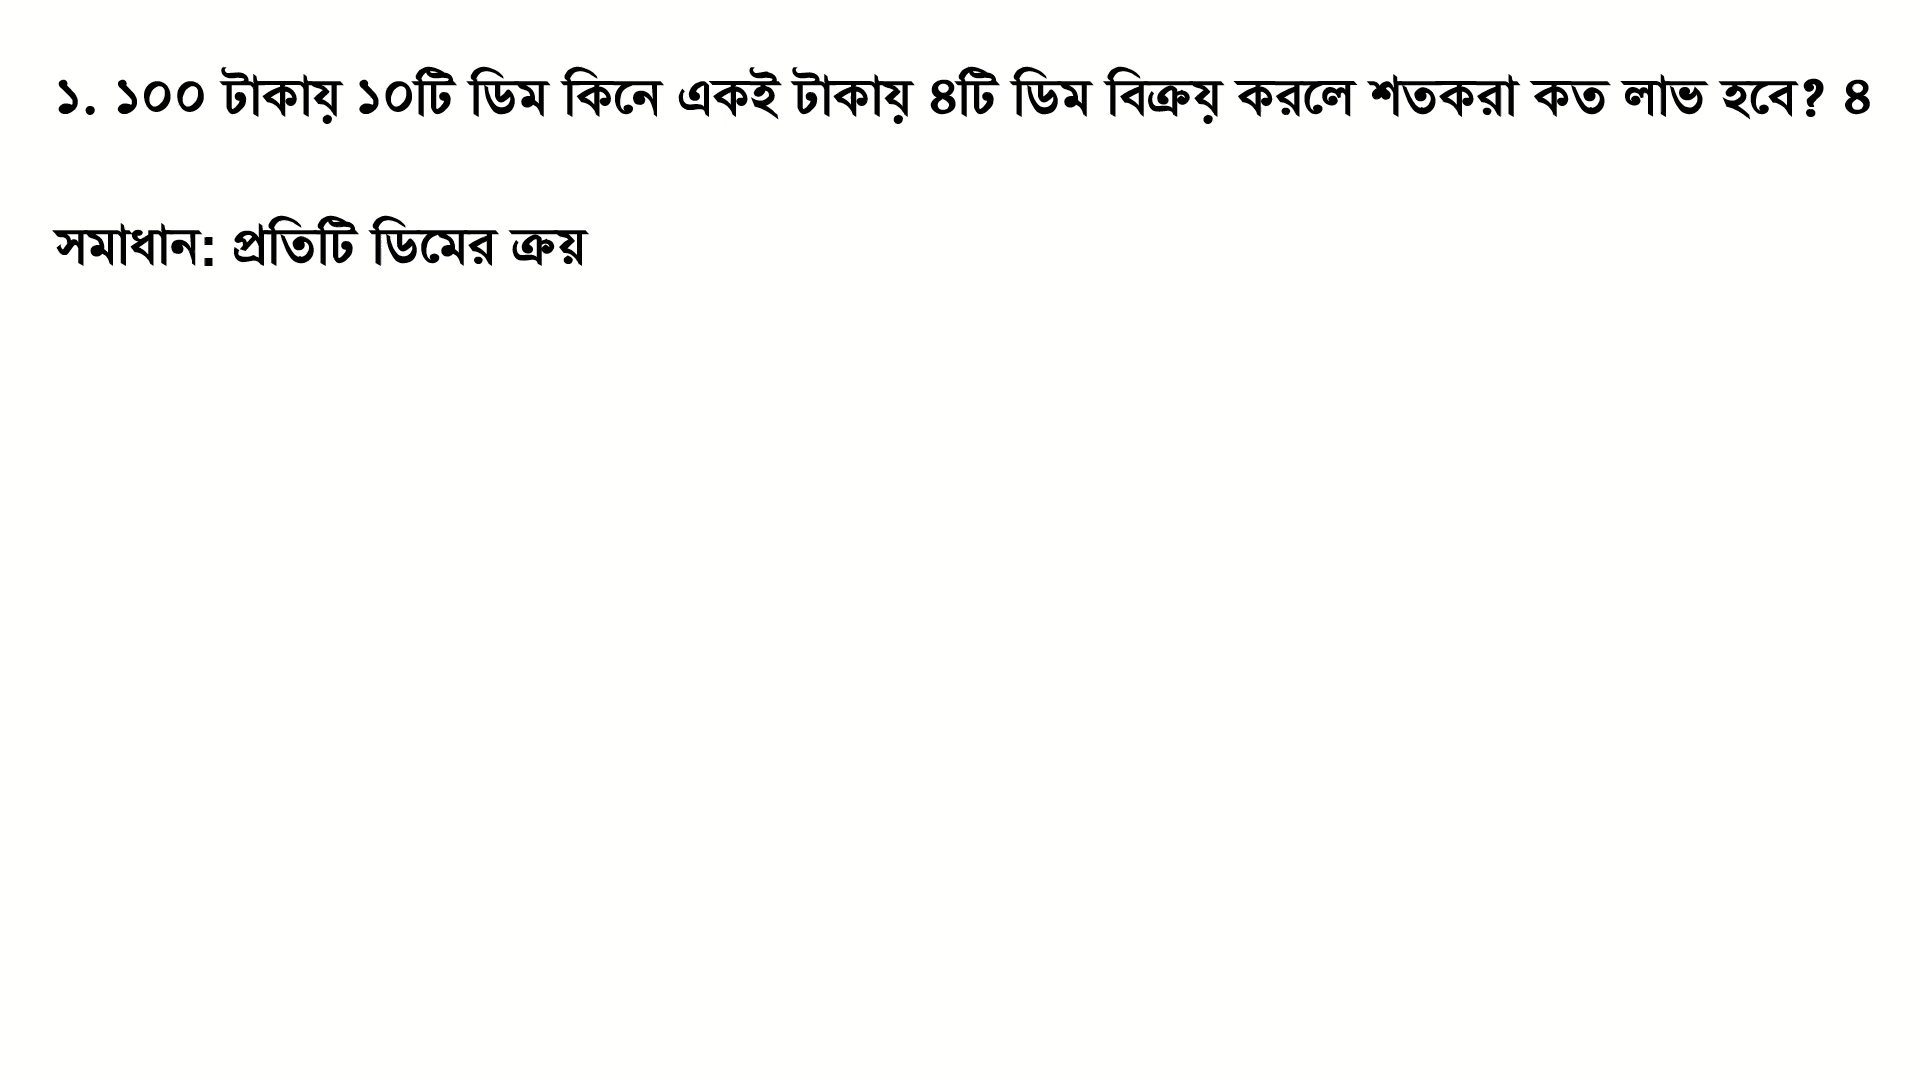 ১. ১০০ টাকায় ১০টি ডিম কিনে একই টাকায় ৪টি ডিম বিক্রয় করলে শতকরা কত লাভ হবে? ৪
সমাধান: প্রতিটি ডিমের ক্রয়